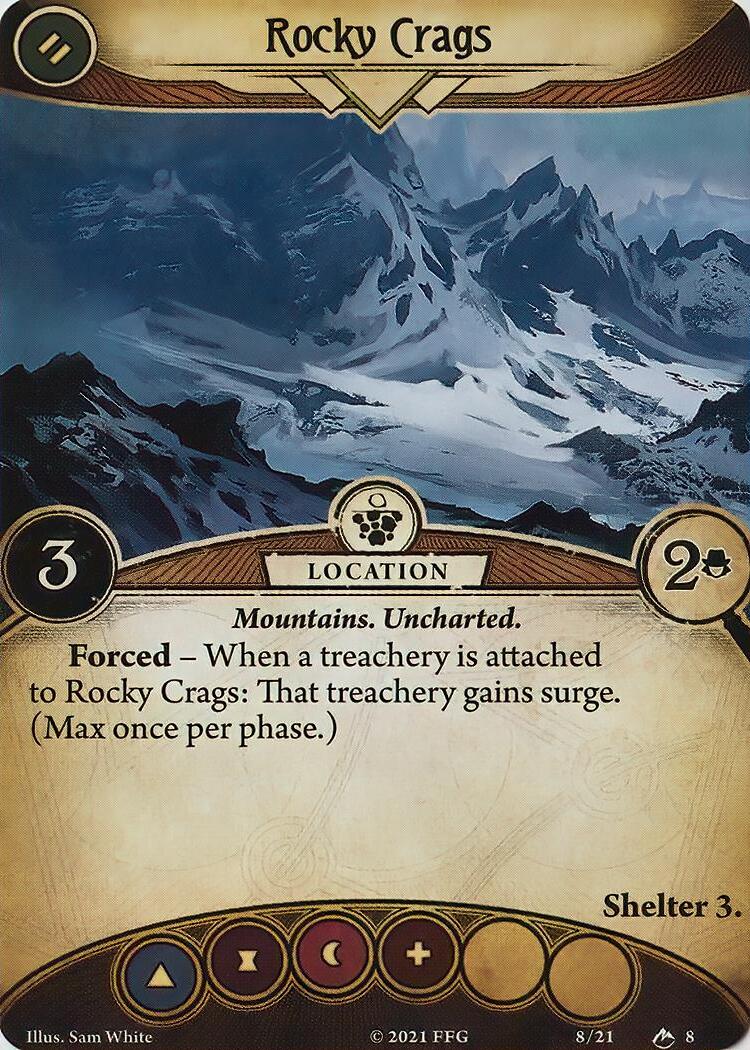 Rocky Crags
3
2
LOCATION
Mountains. Uncharted.
Forced – When a treachery is attached
to Rocky Crags: That treachery gains surge.
(Max once per phase.)
Shelter 3.
Illus. Sam White
© 2021 FFG
8/21
8